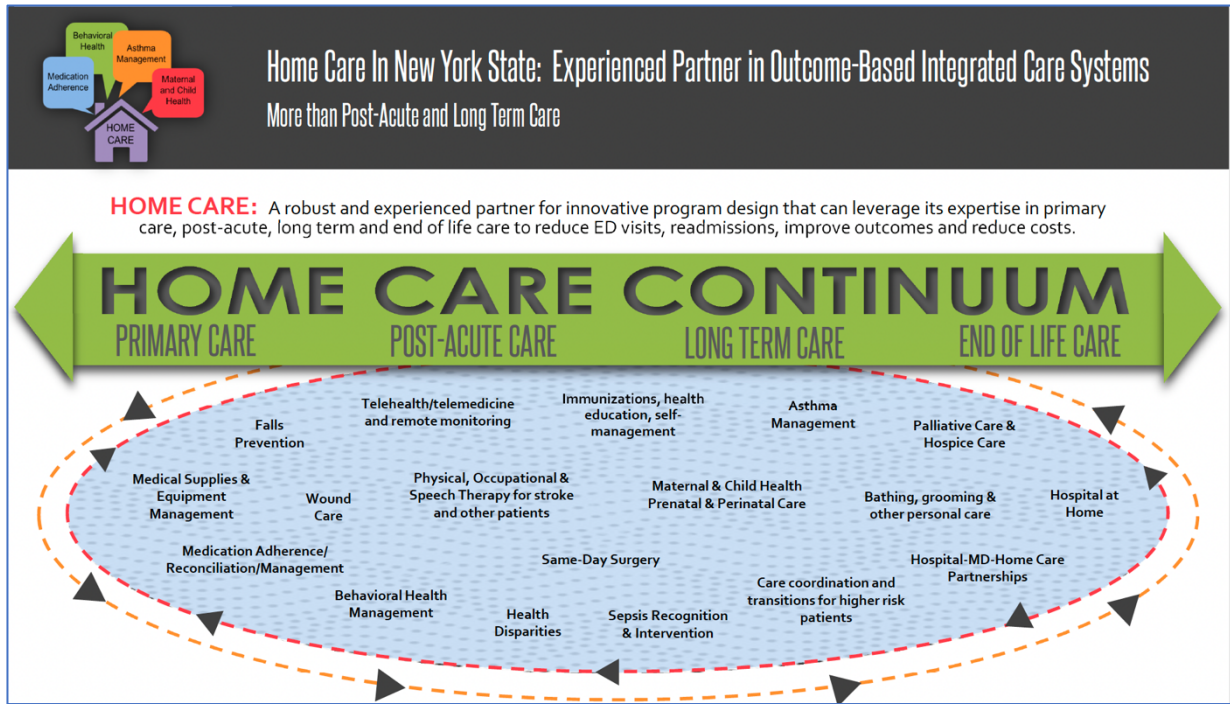 Behavioral
Health
Asthma
Management
Medication
Adherence
Maternal
and Child
Health
HOME
CARE
Home Care In New York State: Experienced Partner in Outcome-Based Integrated Care Systems
More than Post-Acute and Long Term Care
HOME CARE: A robust and experienced partner for innovative program design that can leverage its expertise in primary
care, post-acute, long term and end of life care to reduce ED visits, readmissions, improve outcomes and reduce costs.
HOME CARE CONTINUUM
PRIMARY CARE
POST-ACUTE CARE
LONG TERM CARE
END OF LIFE CARE
Falls
Prevention
Telehealth/telemedicine
and remote monitoring
Immunizations, health
education, self-
management
Asthma
Management
Palliative Care &
Hospice Care
Medical Supplies &
Equipment
Management
Wound
Care
Physical, Occupational &
Speech Therapy for stroke
and other patients
Maternal & Child Health
Prenatal & Perinatal Care
Bathing, grooming &
other personal care
Hospital at
Home
Medication Adherence/
Reconciliation/Management
Same-Day Surgery
Hospital-MD-Home Care
Partnerships
Behavioral Health
Management
Health
Disparities
Sepsis Recognition
& Intervention
Care coordination and
transitions for higher risk
patients